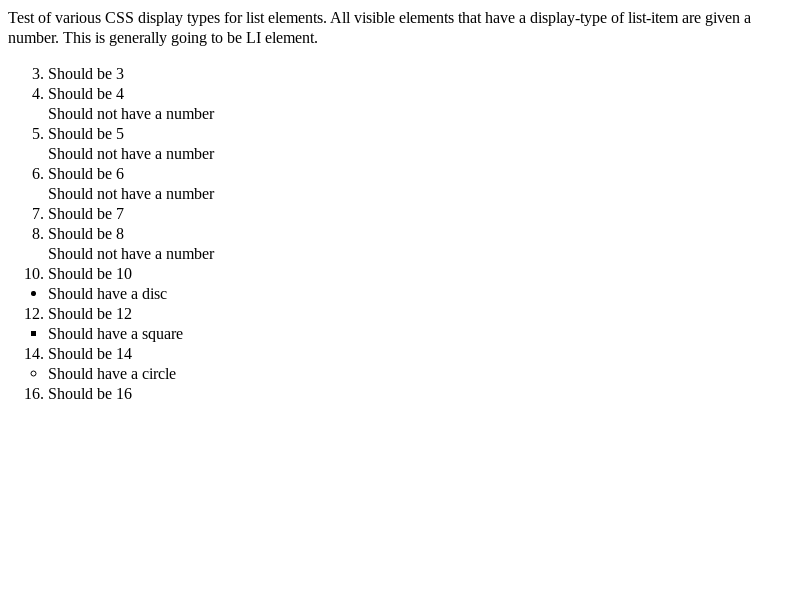 Test of various CSS display types for list elements. All visible elements that have a display-type of list-item are given a
number. This is generally going to be LI element.
3. Should be 3
4. Should be 4
Should not have a number
5. Should be 5
Should not have a number
6. Should be 6
Should not have a number
7. Should be 7
8. Should be 8
Should not have a number
10. Should be 10
• Should have a disc
12. Should be 12
▪ Should have a square
14. Should be 14
◦ Should have a circle
16. Should be 16